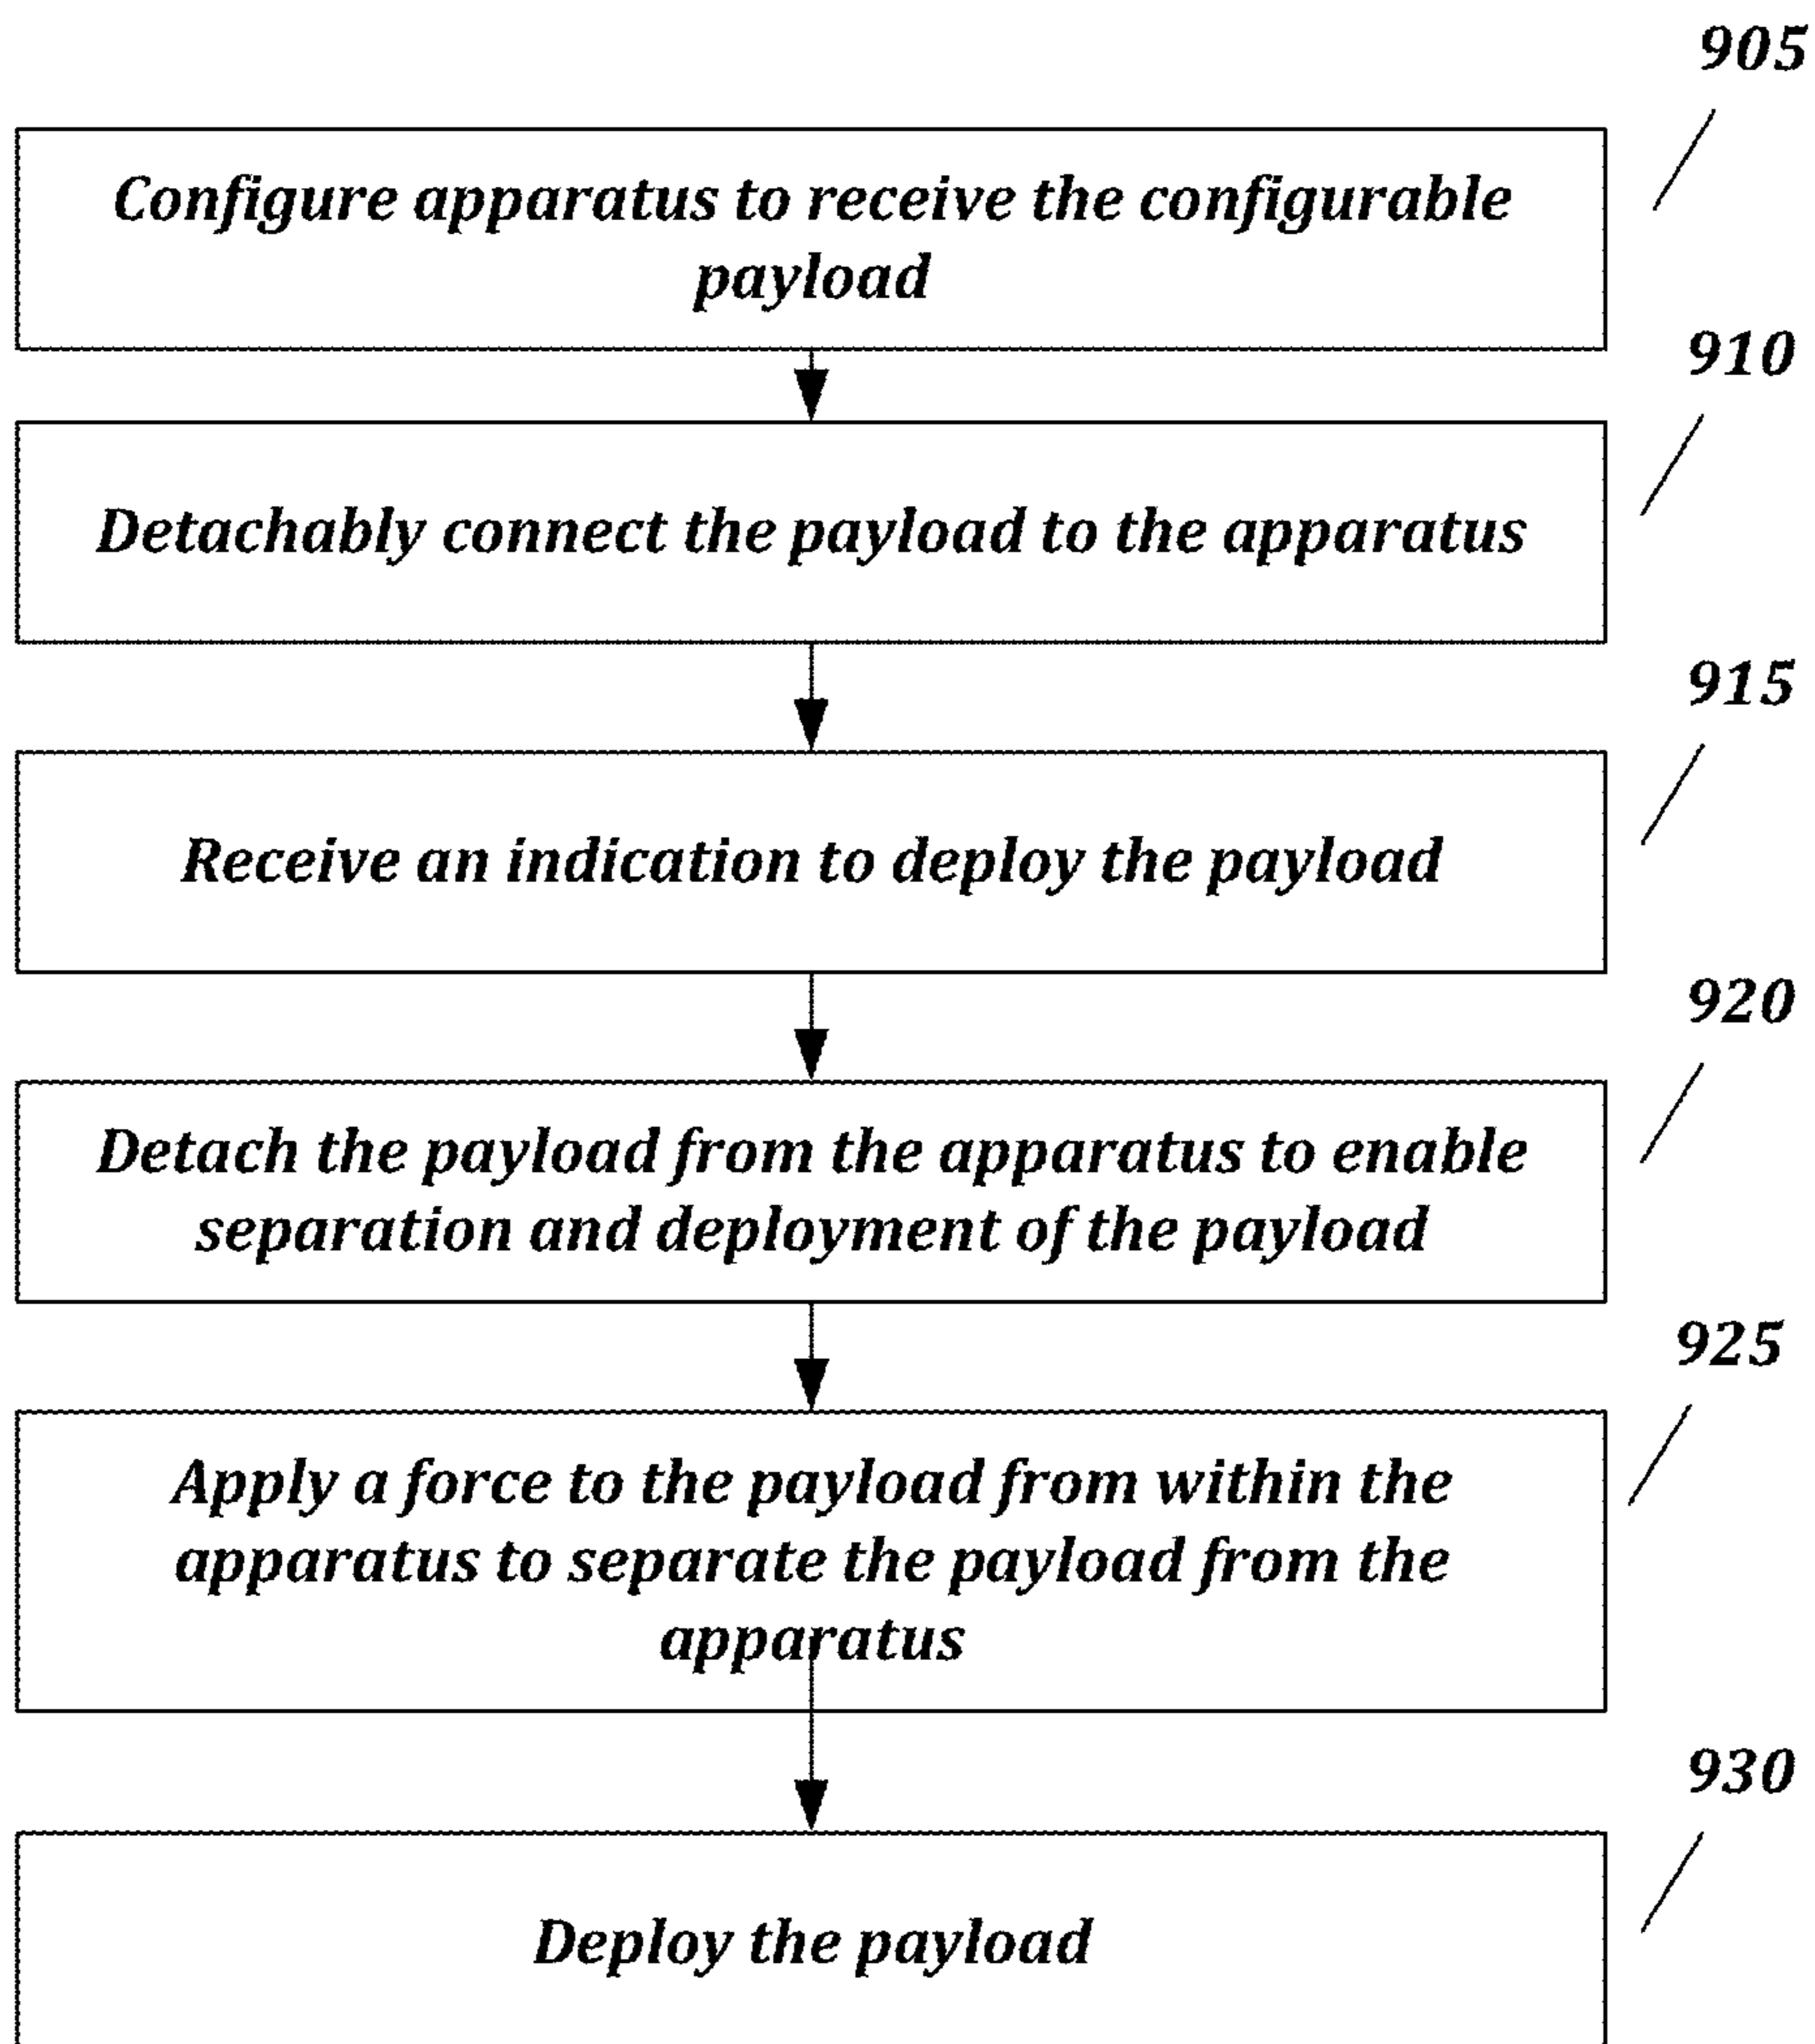 905
Configure apparatus to receive the configurable
payload
910
Detachably connect the payload to the apparatus
915
Receive an indication to deploy the payload
920
Detach the payload from the apparatus to enable
separation and deployment of the payload
925
Apply a force to the payload from within the
apparatus to separate the payload from the
apparatus
930
Deploy the payload